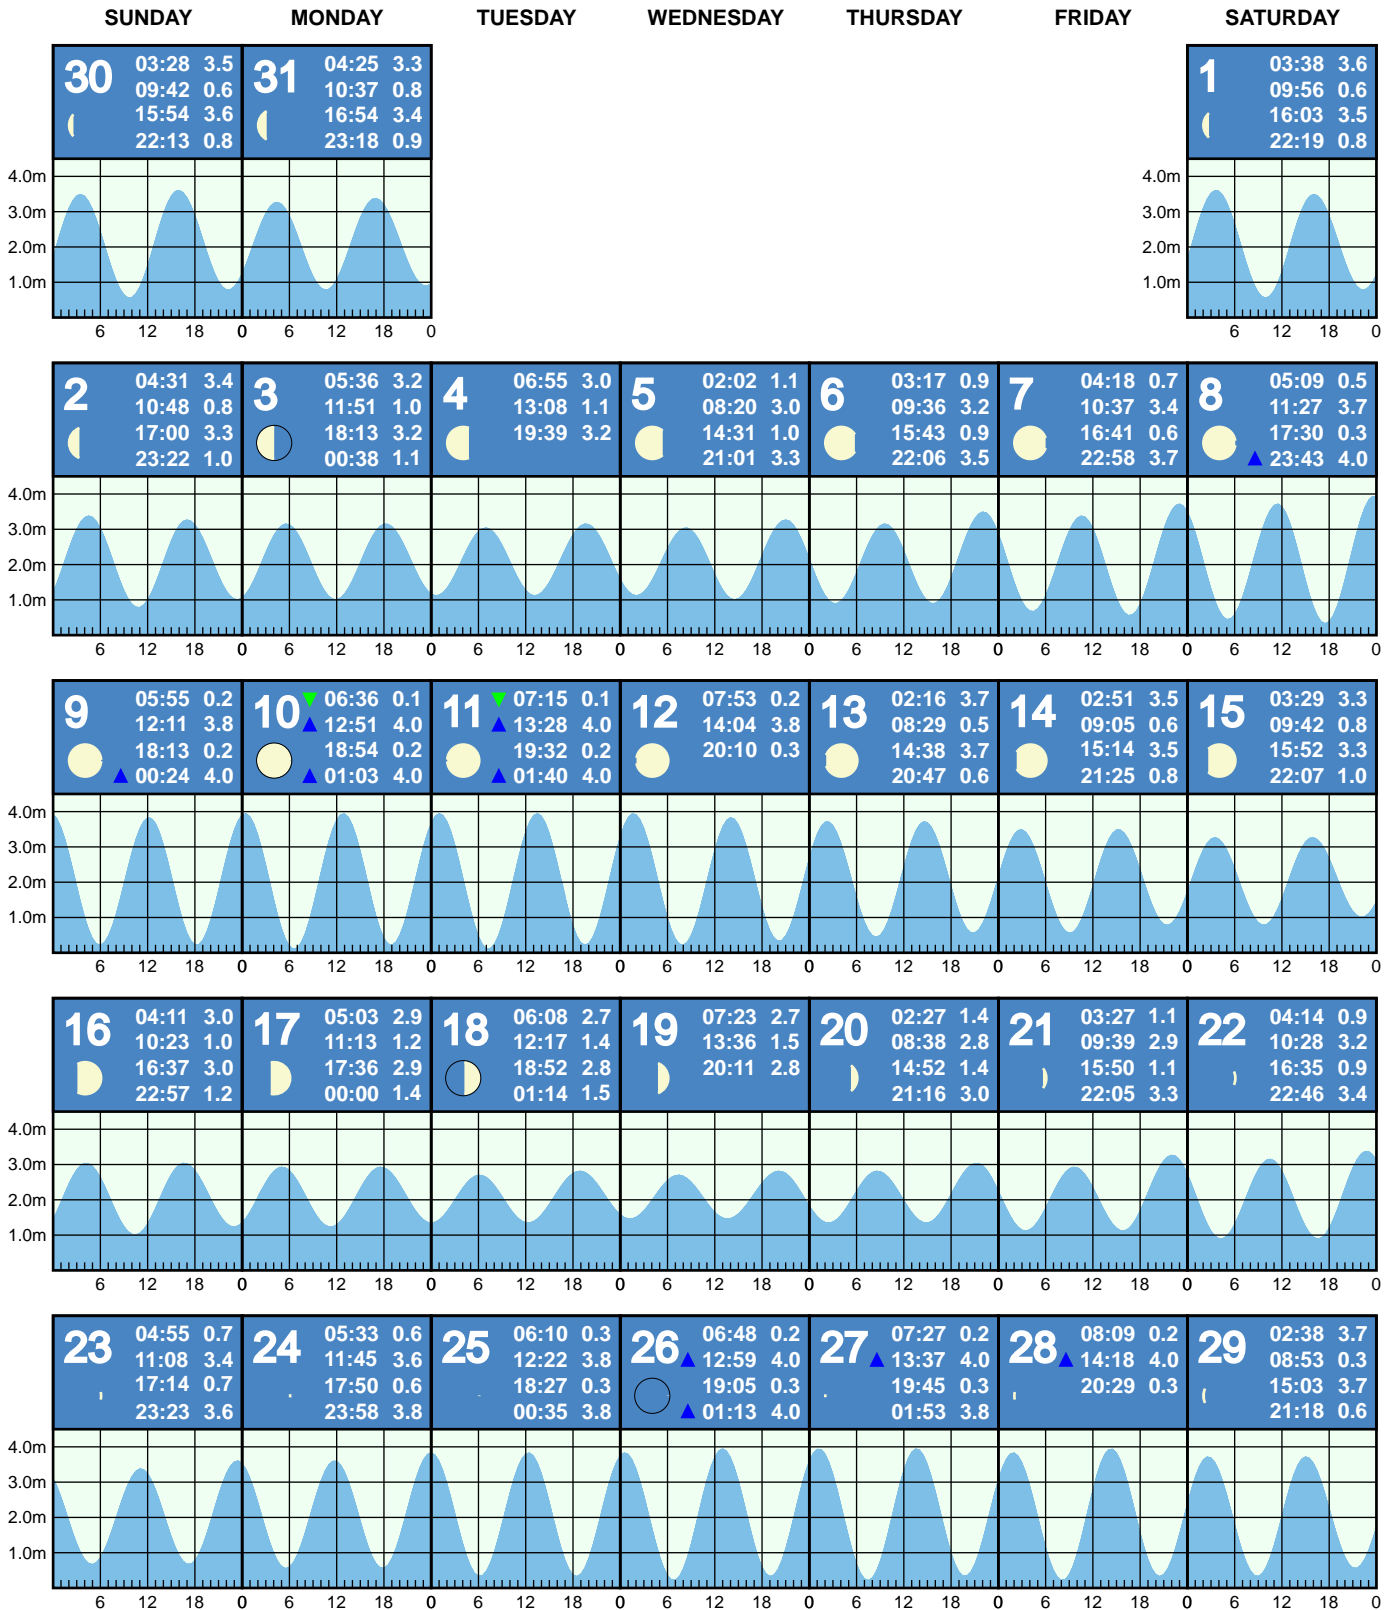 SUNDAY MONDAY TUESDAY WEDNESDAY THURSDAY FRIDAY SATURDAY
30 03:28 3.5
09:42 0.6
15:54 3.6
22:13 0.8
31 04:25 3.3
10:37 0.8
16:54 3.4
23:18 0.9
1 03:38 3.6
09:56 0.6
16:03 3.5
22:19 0.8
4.0m 4.0m
3.0m 3.0m
2.0m 2.0m
1.0m 1.0m
6 12 18 0 6 12 18 0 6 12 18 0
2 04:31 3.4
10:48 0.8
17:00 3.3
23:22 1.0
3 05:36 3.2
11:51 1.0
18:13 3.2
00:38 1.1
4 06:55 3.0
13:08 1.1
19:39 3.2
5 02:02 1.1
08:20 3.0
14:31 1.0
21:01 3.3
6 03:17 0.9
09:36 3.2
15:43 0.9
22:06 3.5
7 04:18 0.7
10:37 3.4
16:41 0.6
22:58 3.7
8 05:09 0.5
11:27 3.7
17:30 0.3
23:43 4.0
4.0m
3.0m
2.0m
1.0m
6 12 18 0 6 12 18 0 6 12 18 0 6 12 18 0 6 12 18 0 6 12 18 0 6 12 18 0
9 05:55 0.2
12:11 3.8
18:13 0.2
00:24 4.0
10 06:36 0.1
12:51 4.0
18:54 0.2
01:03 4.0
11 07:15 0.1
13:28 4.0
19:32 0.2
01:40 4.0
12 07:53 0.2
14:04 3.8
20:10 0.3
13 02:16 3.7
08:29 0.5
14:38 3.7
20:47 0.6
14 02:51 3.5
09:05 0.6
15:14 3.5
21:25 0.8
15 03:29 3.3
09:42 0.8
15:52 3.3
22:07 1.0
4.0m
3.0m
2.0m
1.0m
6 12 18 0 6 12 18 0 6 12 18 0 6 12 18 0 6 12 18 0 6 12 18 0 6 12 18 0
16 04:11 3.0
10:23 1.0
16:37 3.0
22:57 1.2
17 05:03 2.9
11:13 1.2
17:36 2.9
00:00 1.4
18 06:08 2.7
12:17 1.4
18:52 2.8
01:14 1.5
19 07:23 2.7
13:36 1.5
20:11 2.8
20 02:27 1.4
08:38 2.8
14:52 1.4
21:16 3.0
21 03:27 1.1
09:39 2.9
15:50 1.1
22:05 3.3
22 04:14 0.9
10:28 3.2
16:35 0.9
22:46 3.4
4.0m
3.0m
2.0m
1.0m
6 12 18 0 6 12 18 0 6 12 18 0 6 12 18 0 6 12 18 0 6 12 18 0 6 12 18 0
23 04:55 0.7
11:08 3.4
17:14 0.7
23:23 3.6
24 05:33 0.6
11:45 3.6
17:50 0.6
23:58 3.8
25 06:10 0.3
12:22 3.8
18:27 0.3
00:35 3.8
26 06:48 0.2
12:59 4.0
19:05 0.3
01:13 4.0
27 07:27 0.2
13:37 4.0
19:45 0.3
01:53 3.8
28 08:09 0.2
14:18 4.0
20:29 0.3
29 02:38 3.7
08:53 0.3
15:03 3.7
21:18 0.6
4.0m
3.0m
2.0m
1.0m
6 12 18 0 6 12 18 0 6 12 18 0 6 12 18 0 6 12 18 0 6 12 18 0 6 12 18 0